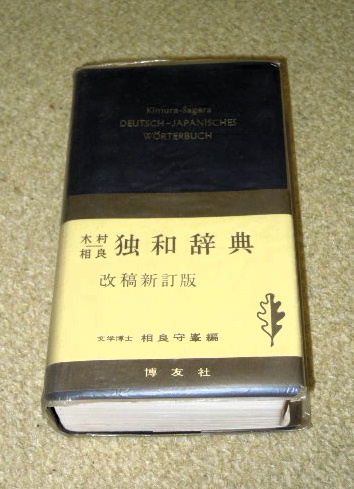 Kimura-Sagara
DEUTSCH-JAPANISCHES
WÖRTERBUCH
木村
相良
独和辞典
改稿新訂版
文学博士 相良守峯編
博友社